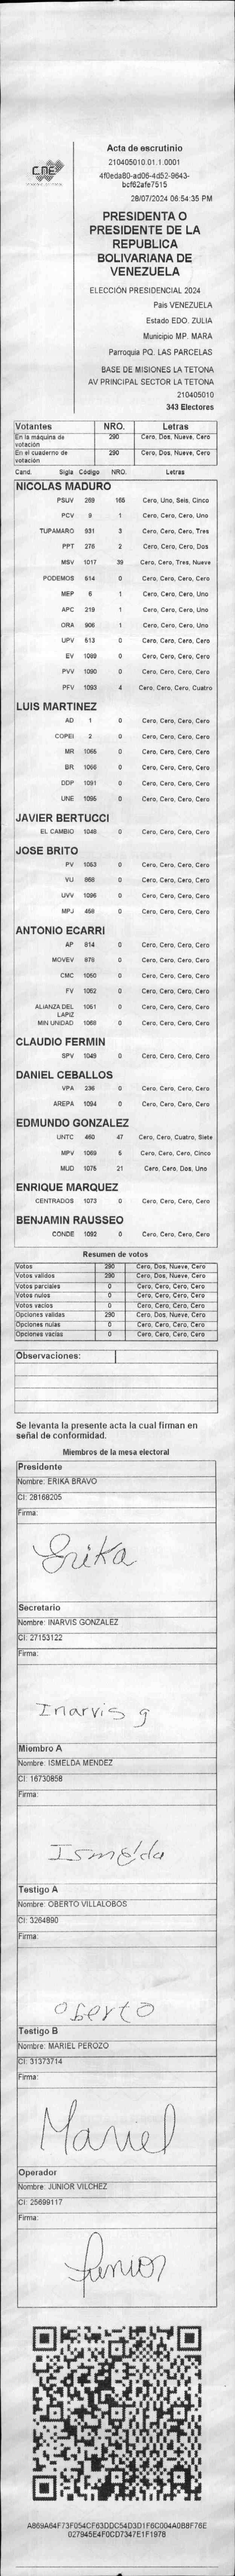 CNE
Acta de escrutinio
210405010.01.1.0001
4f0eda80-ad06-4d52-9643-
bcf62afe7515
28/07/2024 06:54:35 PM
PRESIDENTA O
PRESIDENTE DE LA
REPUBLICA
BOLIVARIANA DE
VENEZUELA
ELECCIÓN PRESIDENCIAL 2024
Pais VENEZUELA
Estado EDO. ZULIA
Municipio MP. MARA
Parroquia PQ. LAS PARCELAS
BASE DE MISIONES LA TETONA
AV PRINCIPAL SECTOR LA TETONA
210405010
343 Electores
Votantes NRO. Letras
En la máquina de votación 290 Cero, Dos, Nueve, Cero
En el cuaderno de votación 290 Cero, Dos, Nueve, Cero
Cand. Sigla Código NRO. Letras
NICOLAS MADURO
PSUV 269 165 Cero, Uno, Seis, Cinco
PCV 9 1 Cero, Cero, Cero, Uno
TUPAMARO 931 3 Cero, Cero, Cero, Tres
PPT 276 2 Cero, Cero, Cero, Dos
MSV 1017 39 Cero, Cero, Tres, Nueve
PODEMOS 514 0 Cero, Cero, Cero, Cero
MEP 6 1 Cero, Cero, Cero, Uno
APC 219 1 Cero, Cero, Cero, Uno
ORA 906 1 Cero, Cero, Cero, Uno
UPV 513 0 Cero, Cero, Cero, Cero
EV 1089 0 Cero, Cero, Cero, Cero
PVV 1090 0 Cero, Cero, Cero, Cero
PFV 1093 4 Cero, Cero, Cero, Cuatro
LUIS MARTINEZ
AD 1 0 Cero, Cero, Cero, Cero
COPEI 2 0 Cero, Cero, Cero, Cero
MR 1065 0 Cero, Cero, Cero, Cero
BR 1066 0 Cero, Cero, Cero, Cero
DDP 1091 0 Cero, Cero, Cero, Cero
UNE 1095 0 Cero, Cero, Cero, Cero
JAVIER BERTUCCI
EL CAMBIO 1048 0 Cero, Cero, Cero, Cero
JOSE BRITO
PV 1053 0 Cero, Cero, Cero, Cero
VU 868 0 Cero, Cero, Cero, Cero
UVV 1096 0 Cero, Cero, Cero, Cero
MPJ 458 0 Cero, Cero, Cero, Cero
ANTONIO ECARRI
AP 814 0 Cero, Cero, Cero, Cero
MOVEV 878 0 Cero, Cero, Cero, Cero
CMC 1050 0 Cero, Cero, Cero, Cero
FV 1052 0 Cero, Cero, Cero, Cero
ALIANZA DEL LAPIZ 1051 0 Cero, Cero, Cero, Cero
MIN UNIDAD 1068 0 Cero, Cero, Cero, Cero
CLAUDIO FERMIN
SPV 1049 0 Cero, Cero, Cero, Cero
DANIEL CEBALLOS
VPA 236 0 Cero, Cero, Cero, Cero
AREPA 1094 0 Cero, Cero, Cero, Cero
EDMUNDO GONZALEZ
UNTC 460 47 Cero, Cero, Cuatro, Siete
MPV 1069 5 Cero, Cero, Cero, Cinco
MUD 1075 21 Cero, Cero, Dos, Uno
ENRIQUE MARQUEZ
CENTRADOS 1073 0 Cero, Cero, Cero, Cero
BENJAMIN RAUSSEO
CONDE 1092 0 Cero, Cero, Cero, Cero
Resumen de votos
Votos 290 Cero, Dos, Nueve, Cero
Votos validos 290 Cero, Dos, Nueve, Cero
Votos parciales 0 Cero, Cero, Cero, Cero
Votos nulos 0 Cero, Cero, Cero, Cero
Votos vacios 0 Cero, Cero, Cero, Cero
Opciones validas 290 Cero, Dos, Nueve, Cero
Opciones nulas 0 Cero, Cero, Cero, Cero
Opciones vacias 0 Cero, Cero, Cero, Cero
Observaciones:
Se levanta la presente acta la cual firman en
señal de conformidad.
Miembros de la mesa electoral
Presidente
Nombre: ERIKA BRAVO
CI: 28168205
Firma:
Erika
Secretario
Nombre: INARVIS GONZALEZ
CI: 27153122
Firma:
Inarvis g
Miembro A
Nombre: ISMELDA MENDEZ
CI: 16730858
Firma:
Ismelda
Testigo A
Nombre: OBERTO VILLALOBOS
CI: 3264890
Firma:
Oberto
Testigo B
Nombre: MARIEL PEROZO
CI: 31373714
Firma:
Mariel
Operador
Nombre: JUNIOR VILCHEZ
CI: 25699117
Firma:
Junior
A869A64F73F054CF63DDC54D3D1F6C004A0B8F76E
027945E4F0CD7347E1F1978